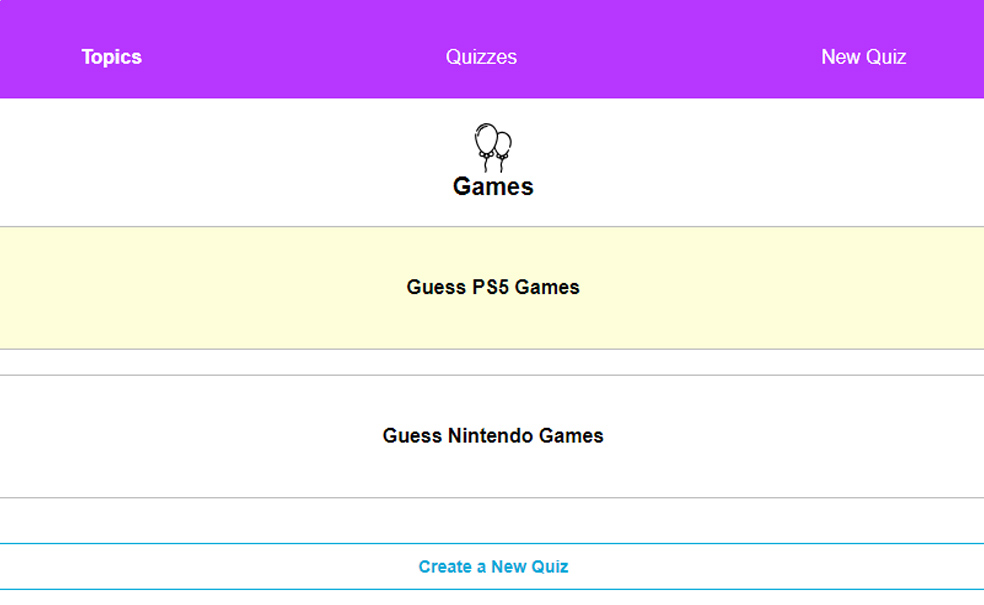 Topics Quizzes New Quiz
Games
Guess PS5 Games
Guess Nintendo Games
Create a New Quiz